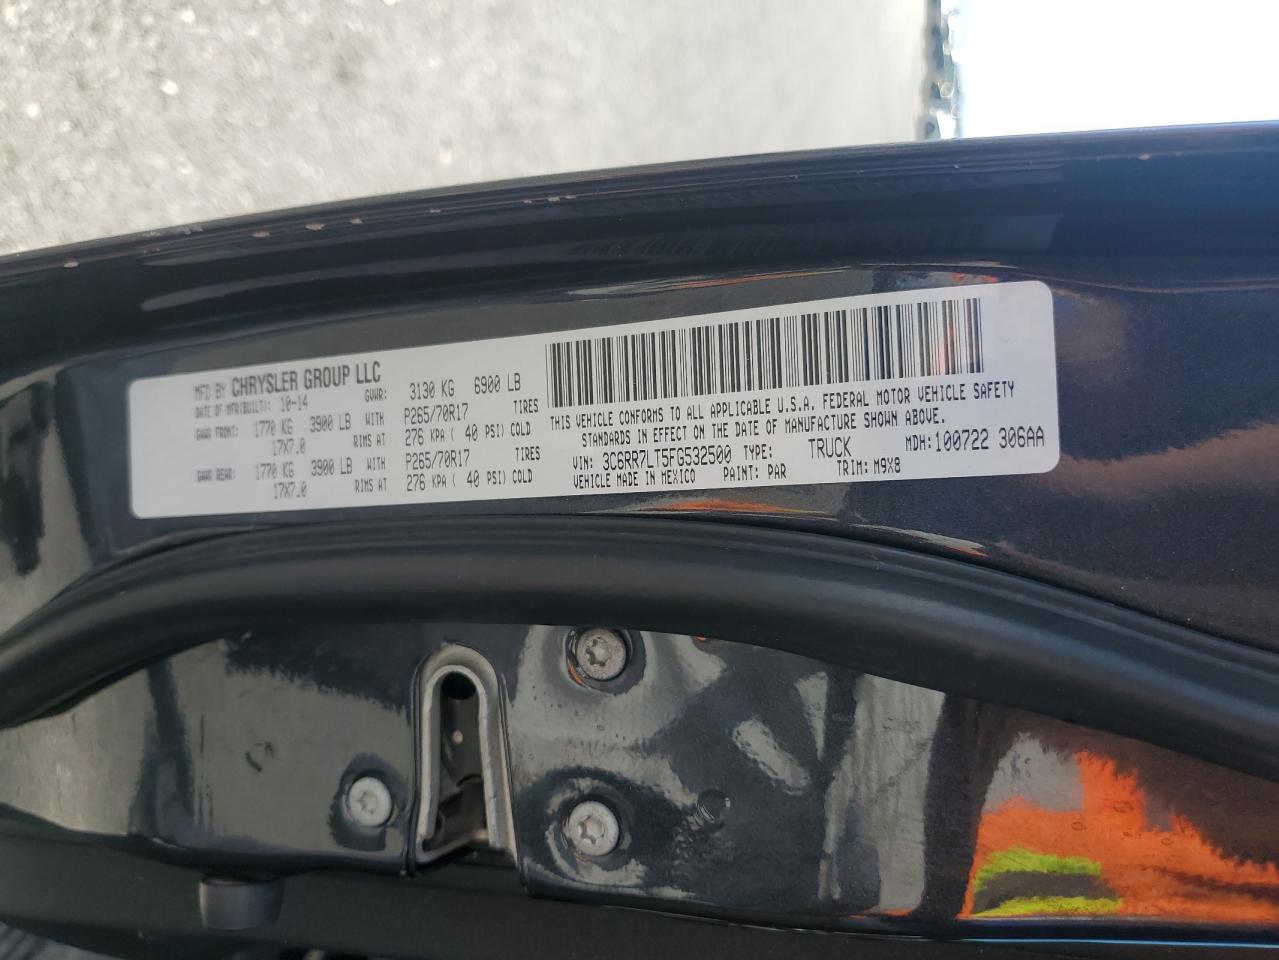 MFD BY CHRYSLER GROUP LLC
DATE OF MFR(BUILT): 10-14 GVWR: 3130 KG 6900 LB
GAWR FRONT: 1770 KG 3900 LB WITH P265/70R17 TIRES
17X7.0 RIMS AT 276 KPA ( 40 PSI) COLD
GAWR REAR: 1770 KG 3900 LB WITH P265/70R17 TIRES
17X7.0 RIMS AT 276 KPA ( 40 PSI) COLD
THIS VEHICLE CONFORMS TO ALL APPLICABLE U.S.A. FEDERAL MOTOR VEHICLE SAFETY
STANDARDS IN EFFECT ON THE DATE OF MANUFACTURE SHOWN ABOVE.
VIN: 3C6RR7LT5FG532500 TYPE: TRUCK MDH: 100722 306AA
VEHICLE MADE IN MEXICO PAINT: PAR TRIM: M9X8